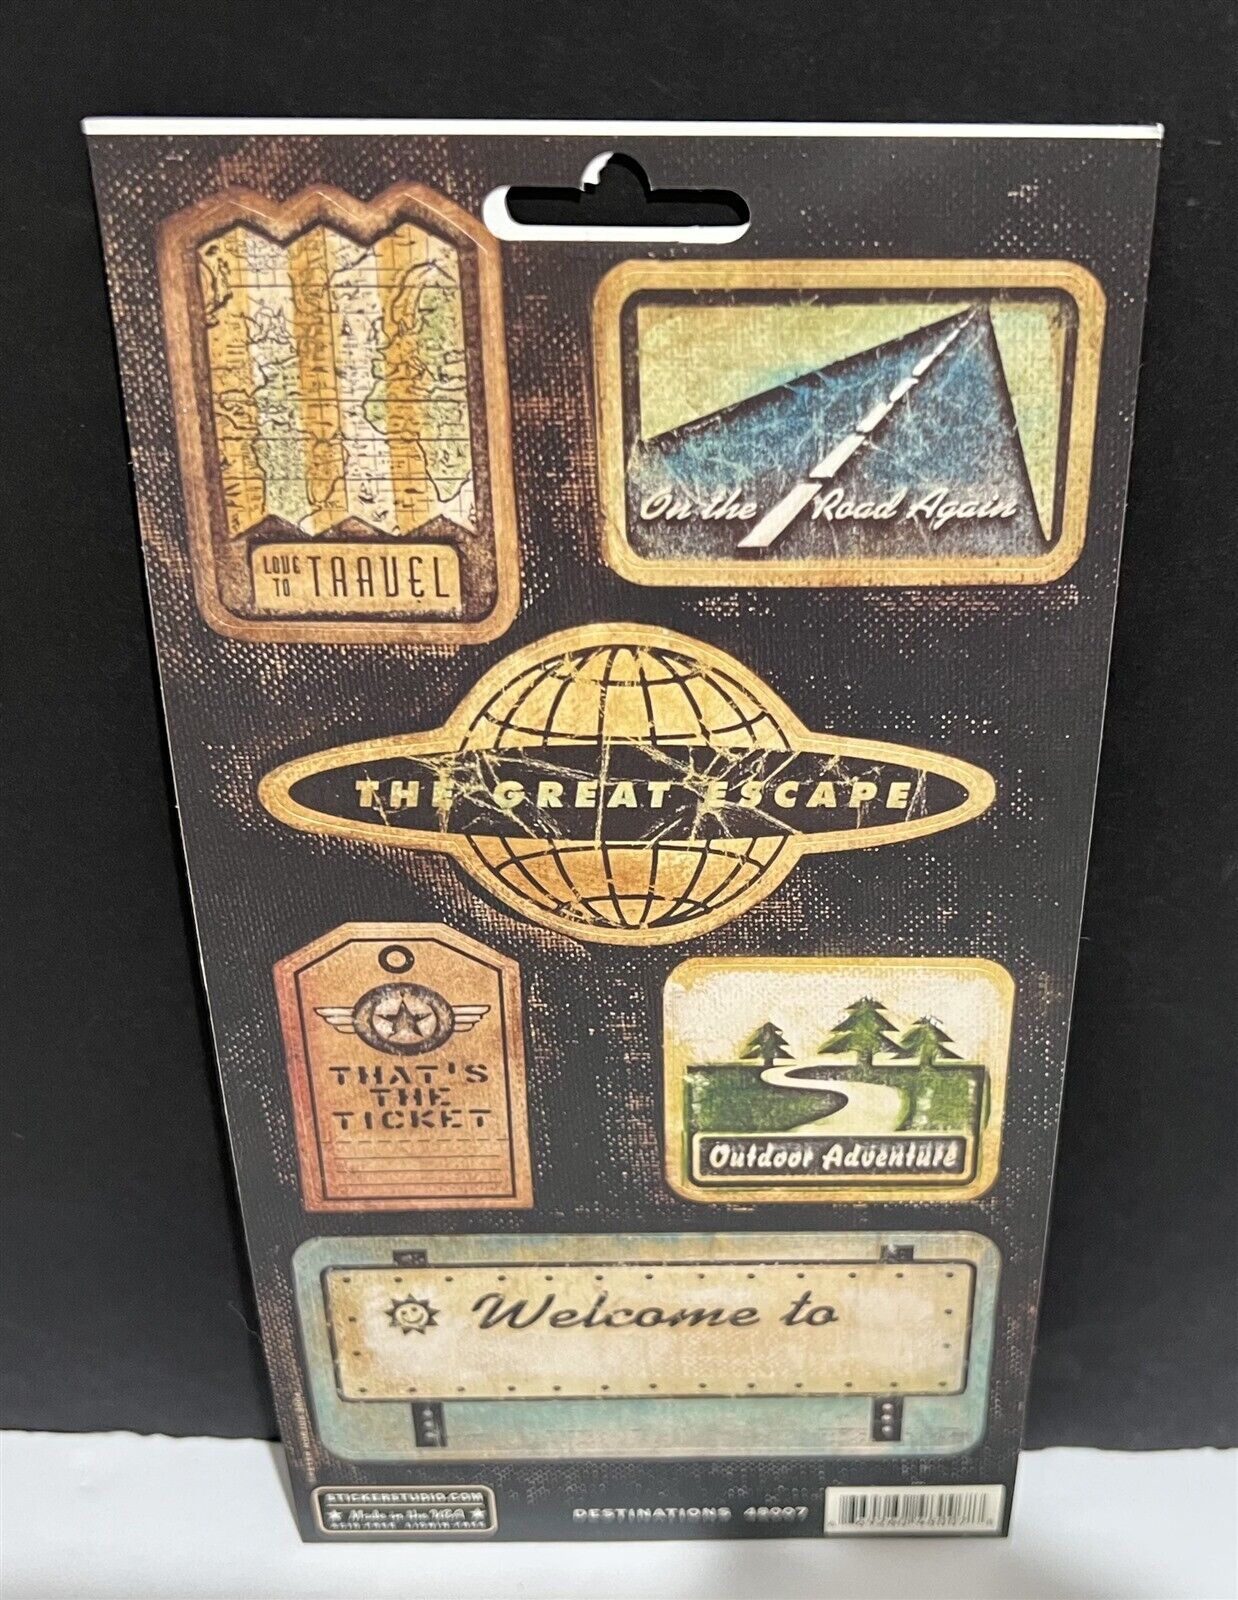 LOVE
TO TRAVEL
On the Road Again
THE GREAT ESCAPE
THAT'S
THE
TICKET
Outdoor Adventure
Welcome to
STICKERSTUDIO.COM
Made in the USA
DESTINATIONS 49007